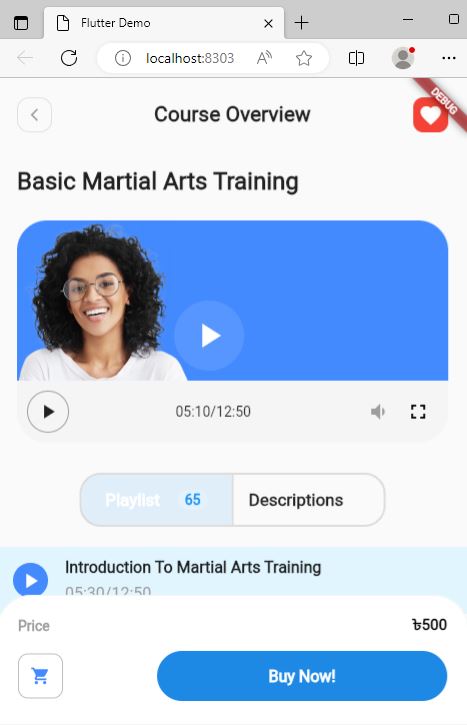 Flutter Demo
localhost:8303
DEBUG
Course Overview
Basic Martial Arts Training
05:10/12:50
Playlist 65 Descriptions
Introduction To Martial Arts Training
05:30/12:50
Price ৳500
Buy Now!